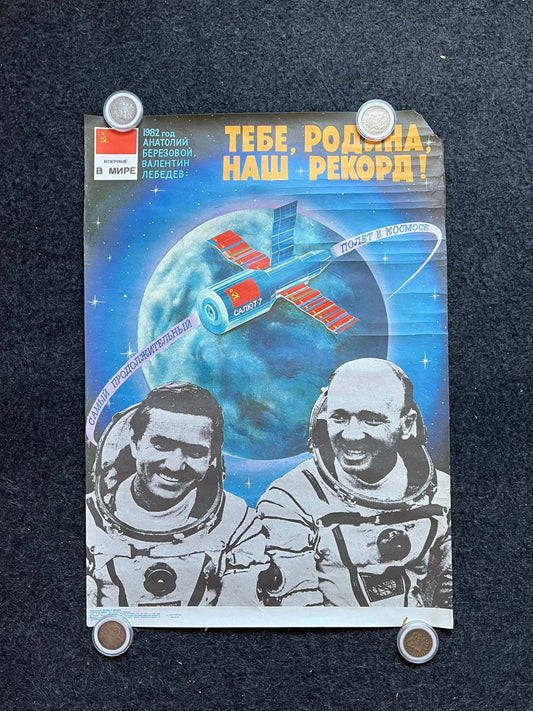 ВПЕРВЫЕ
В МИРЕ
1982 год
АНАТОЛИЙ
БЕРЕЗОВОЙ,
ВАЛЕНТИН
ЛЕБЕДЕВ:
ТЕБЕ, РОДИНА,
НАШ РЕКОРД!
САМЫЙ ПРОДОЛЖИТЕЛЬНЫЙ
ПОЛЕТ В КОСМОСЕ
САЛЮТ-7